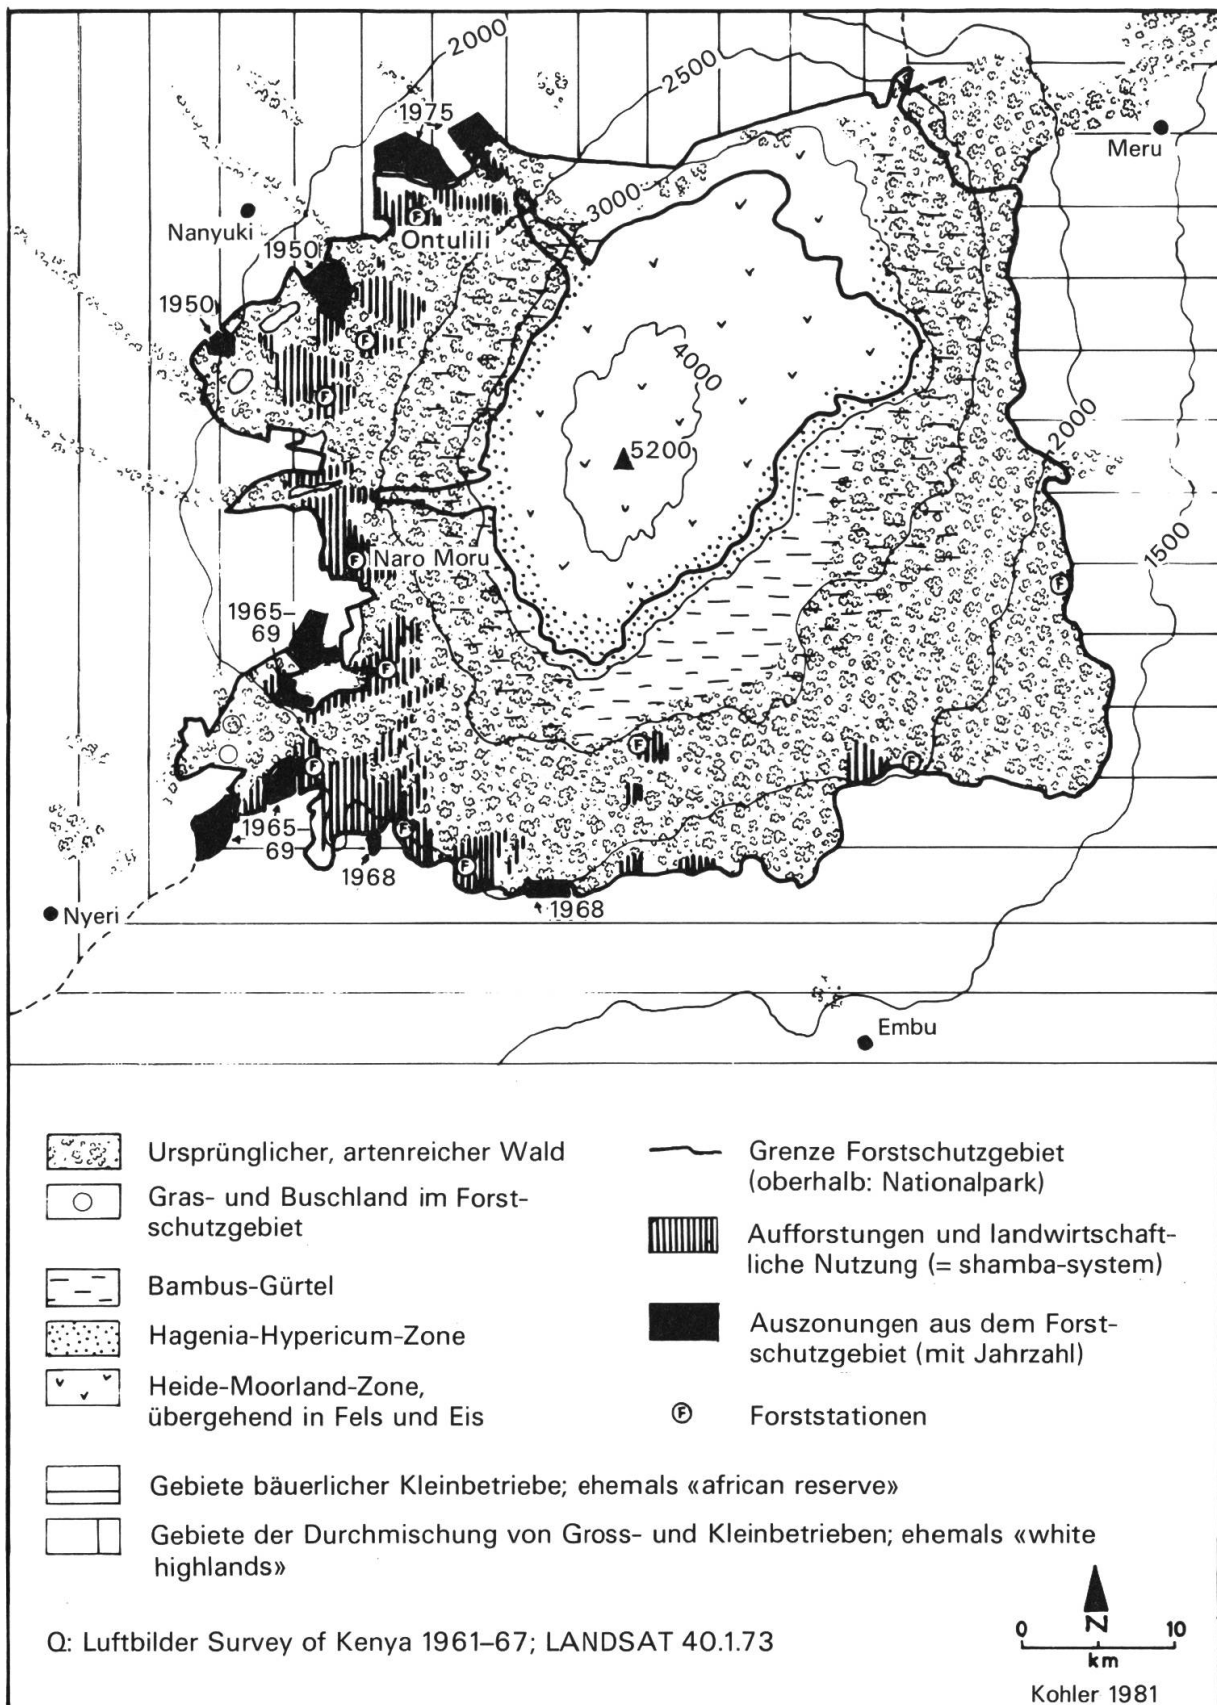 2000
2500
1975
Meru
3000
Nanyuki
1950
Ontulili
1950
4000
5200
2000
1500
Naro Moru
1965–
69
1965–
69
1968
1968
Nyeri
Embu
F
F
F
F
F
F
F
F
F
F
F
Ursprünglicher, artenreicher Wald
Gras- und Buschland im Forst-
schutzgebiet
Bambus-Gürtel
Hagenia-Hypericum-Zone
Heide-Moorland-Zone,
übergehend in Fels und Eis
Grenze Forstschutzgebiet
(oberhalb: Nationalpark)
Aufforstungen und landwirtschaft-
liche Nutzung (= shamba-system)
Auszonungen aus dem Forst-
schutzgebiet (mit Jahrzahl)
F
Forststationen
Gebiete bäuerlicher Kleinbetriebe; ehemals «african reserve»
Gebiete der Durchmischung von Gross- und Kleinbetrieben; ehemals «white
highlands»
Q: Luftbilder Survey of Kenya 1961–67; LANDSAT 40.1.73
N
0 10
km
Kohler 1981